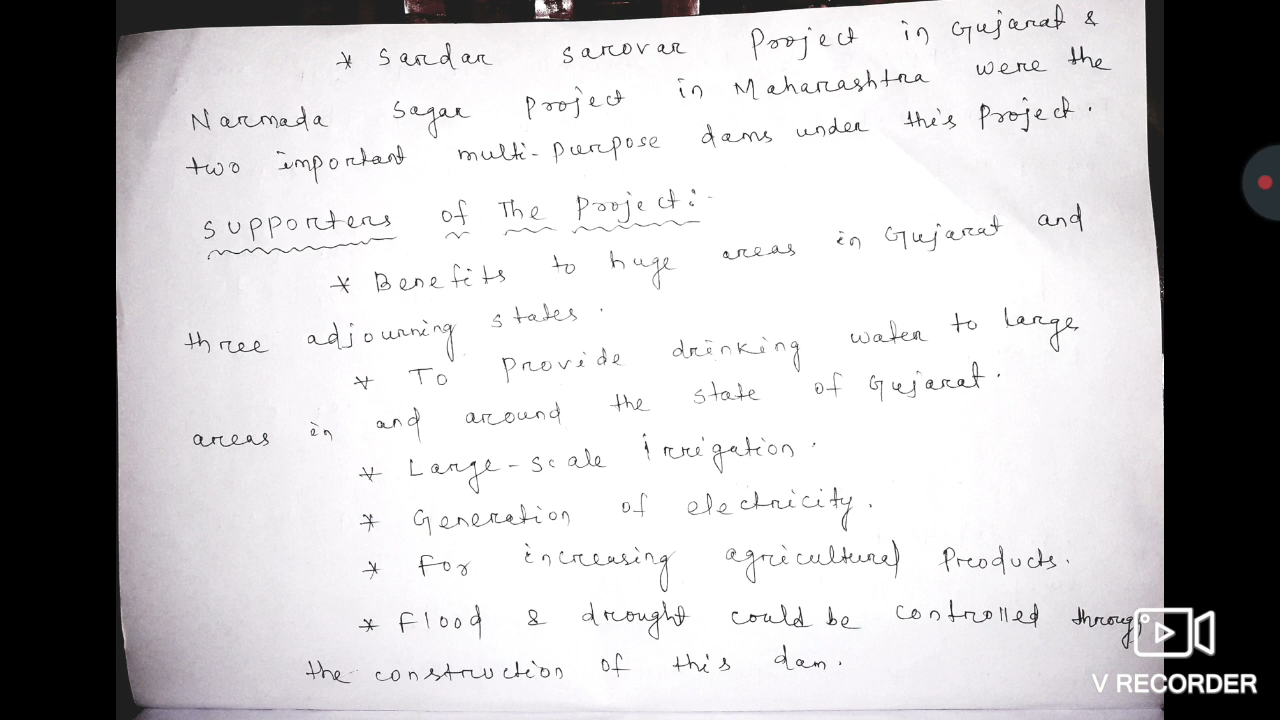 * Sardar Sarovar Project in Gujarat &
Narmada Sagar Project in Maharashtra were the
two important multi-purpose dams under this Project.
Supporters of The Project:-
* Benefits to huge areas in Gujarat and
three adjourning states.
* To Provide drinking water to large
areas in and around the state of Gujarat.
* Large-scale irrigation.
* Generation of electricity.
* For increasing agricultural Products.
* Flood & drought could be controlled throug
the construction of this dam.
V RECORDER